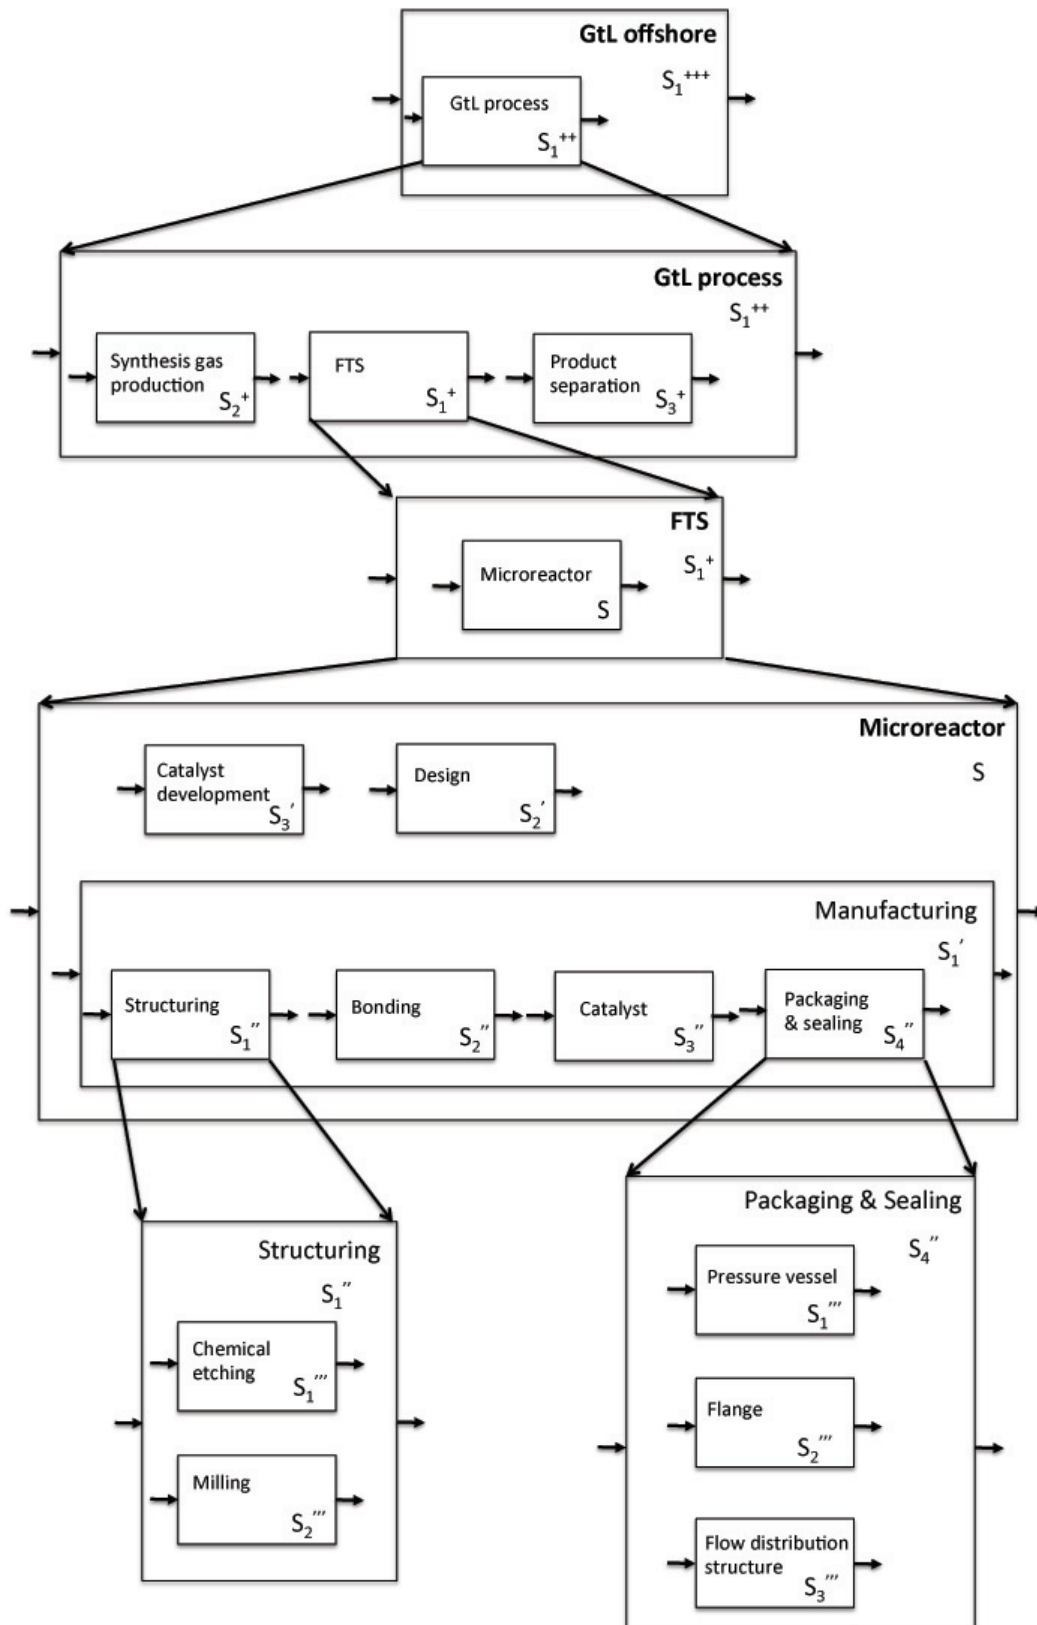 GtL offshore
S₁⁺⁺⁺
GtL process
S₁⁺⁺
GtL process
S₁⁺⁺
Synthesis gas
production
S₂⁺
FTS
S₁⁺
Product
separation
S₃⁺
FTS
S₁⁺
Microreactor
S
Microreactor
S
Catalyst
development
S₃′
Design
S₂′
Manufacturing
S₁′
Structuring
S₁″
Bonding
S₂″
Catalyst
S₃″
Packaging
& sealing
S₄″
Structuring
S₁″
Chemical
etching
S₁‴
Milling
S₂‴
Packaging & Sealing
S₄″
Pressure vessel
S₁‴
Flange
S₂‴
Flow distribution
structure
S₃‴